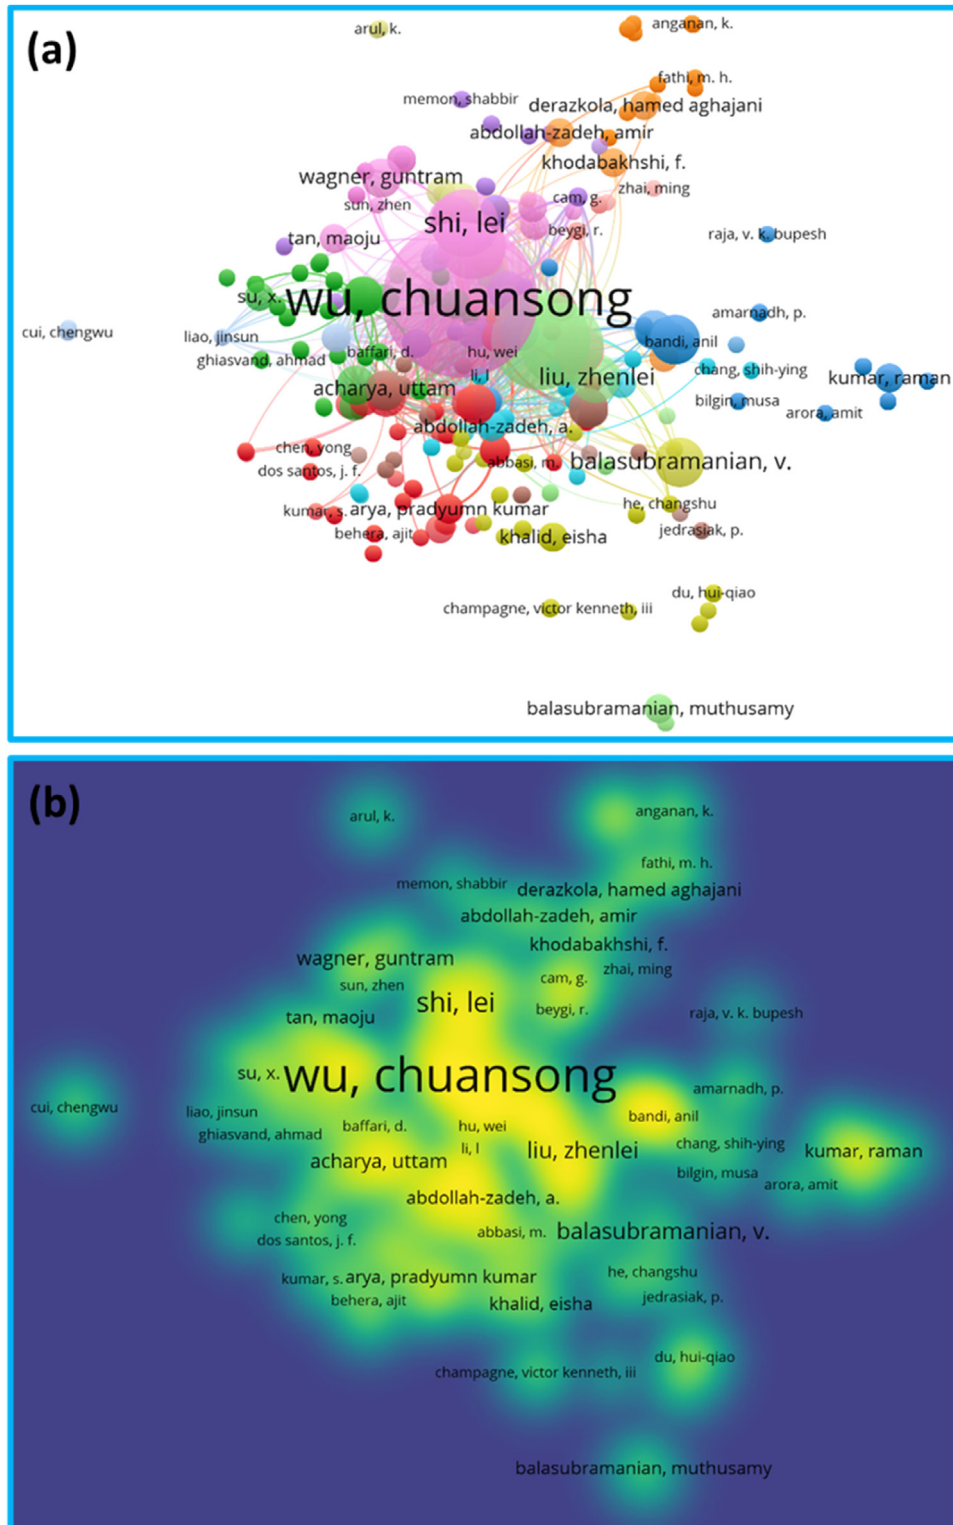 (a)
arul, k.
anganan, k.
fathi, m. h.
memon, shabbir
derazkola, hamed aghajani
abdollah-zadeh, amir
khodabakhshi, f.
wagner, guntram
zhai, ming
cam, g.
sun, zhen
shi, lei
beygi, r.
raja, v. k. bupesh
tan, maoju
su, x.
wu, chuansong
amarnadh, p.
cui, chengwu
liao, jinsun
bandi, anil
ghiasvand, ahmad
baffari, d.
hu, wei
chang, shih-ying
li, l
liu, zhenlei
kumar, raman
acharya, uttam
bilgin, musa
arora, amit
abdollah-zadeh, a.
chen, yong
dos santos, j. f.
abbasi, m.
balasubramanian, v.
kumar, s.
arya, pradyumn kumar
he, changshu
behera, ajit
khalid, eisha
jedrasiak, p.
du, hui-qiao
champagne, victor kenneth, iii
balasubramanian, muthusamy
(b)
arul, k.
anganan, k.
fathi, m. h.
memon, shabbir
derazkola, hamed aghajani
abdollah-zadeh, amir
khodabakhshi, f.
wagner, guntram
zhai, ming
cam, g.
sun, zhen
shi, lei
beygi, r.
raja, v. k. bupesh
tan, maoju
su, x.
wu, chuansong
amarnadh, p.
cui, chengwu
liao, jinsun
bandi, anil
ghiasvand, ahmad
baffari, d.
hu, wei
chang, shih-ying
li, l
liu, zhenlei
kumar, raman
acharya, uttam
bilgin, musa
arora, amit
abdollah-zadeh, a.
chen, yong
dos santos, j. f.
abbasi, m.
balasubramanian, v.
kumar, s.
arya, pradyumn kumar
he, changshu
behera, ajit
khalid, eisha
jedrasiak, p.
du, hui-qiao
champagne, victor kenneth, iii
balasubramanian, muthusamy